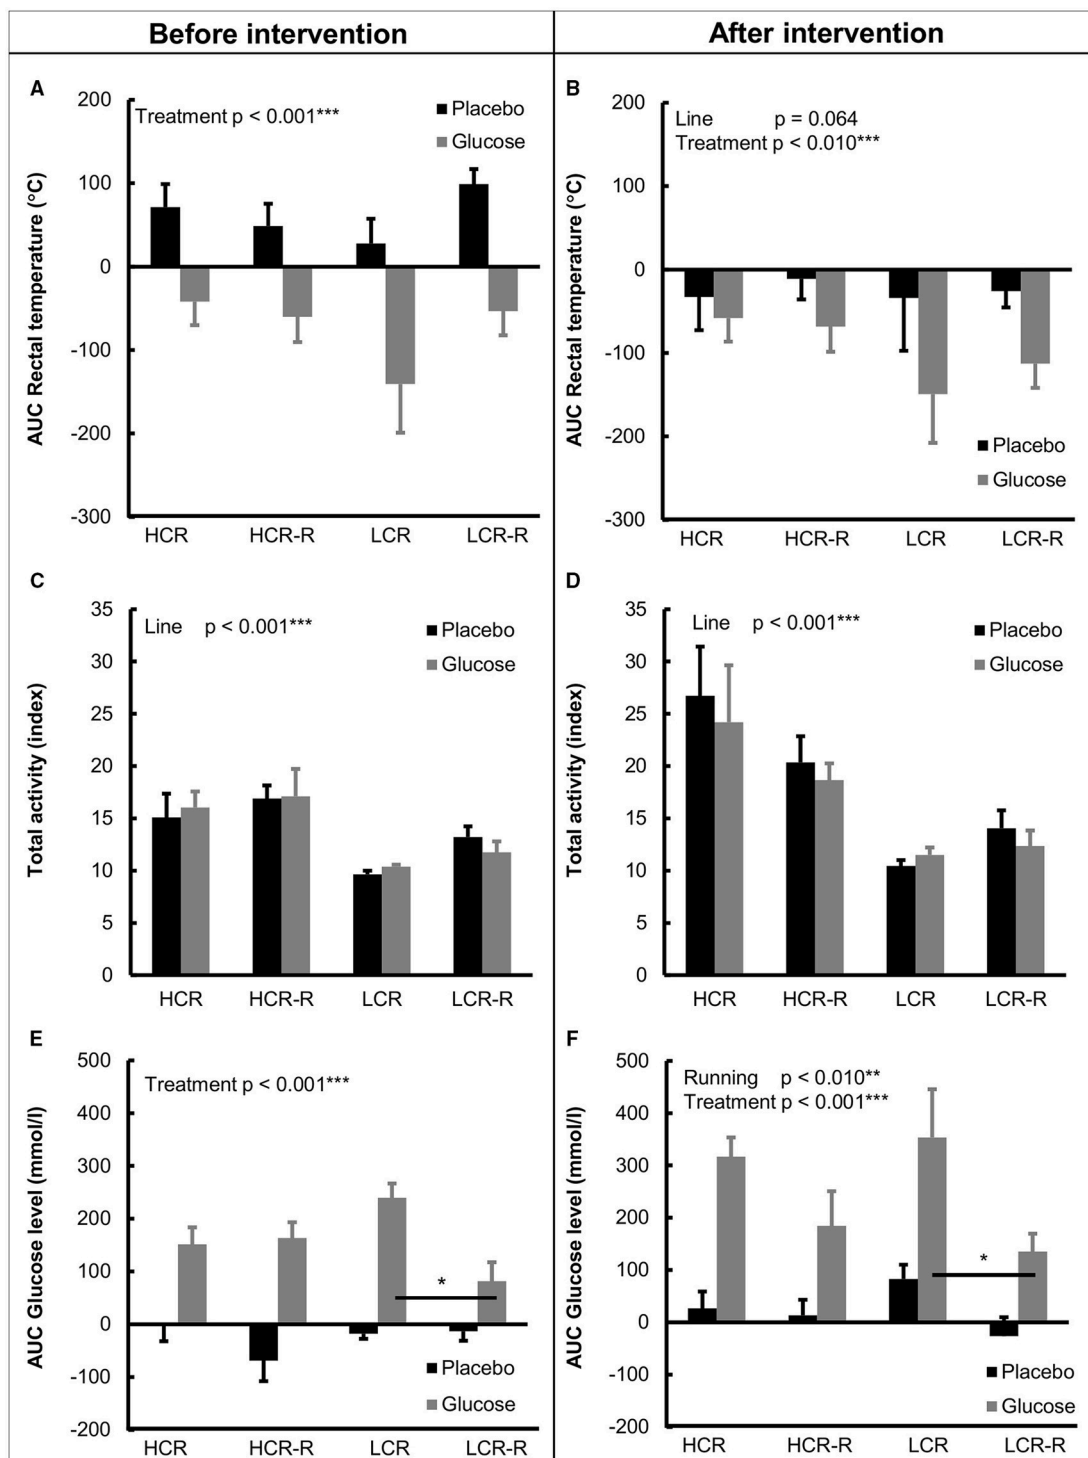 Before intervention
After intervention
A
200
100
0
-100
-200
-300
AUC Rectal temperature (°C)
Treatment p < 0.001***
Placebo
Glucose
HCR HCR-R LCR LCR-R
B
200
100
0
-100
-200
-300
AUC Rectal temperature (°C)
Line p = 0.064
Treatment p < 0.010***
Placebo
Glucose
HCR HCR-R LCR LCR-R
C
35
30
25
20
15
10
5
0
Total activity (index)
Line p < 0.001***
Placebo
Glucose
HCR HCR-R LCR LCR-R
D
35
30
25
20
15
10
5
0
Total activity (index)
Line p < 0.001***
Placebo
Glucose
HCR HCR-R LCR LCR-R
E
500
400
300
200
100
0
-100
-200
AUC Glucose level (mmol/l)
Treatment p < 0.001***
*
Placebo
Glucose
HCR HCR-R LCR LCR-R
F
500
400
300
200
100
0
-100
-200
AUC Glucose level (mmol/l)
Running p < 0.010**
Treatment p < 0.001***
*
Placebo
Glucose
HCR HCR-R LCR LCR-R